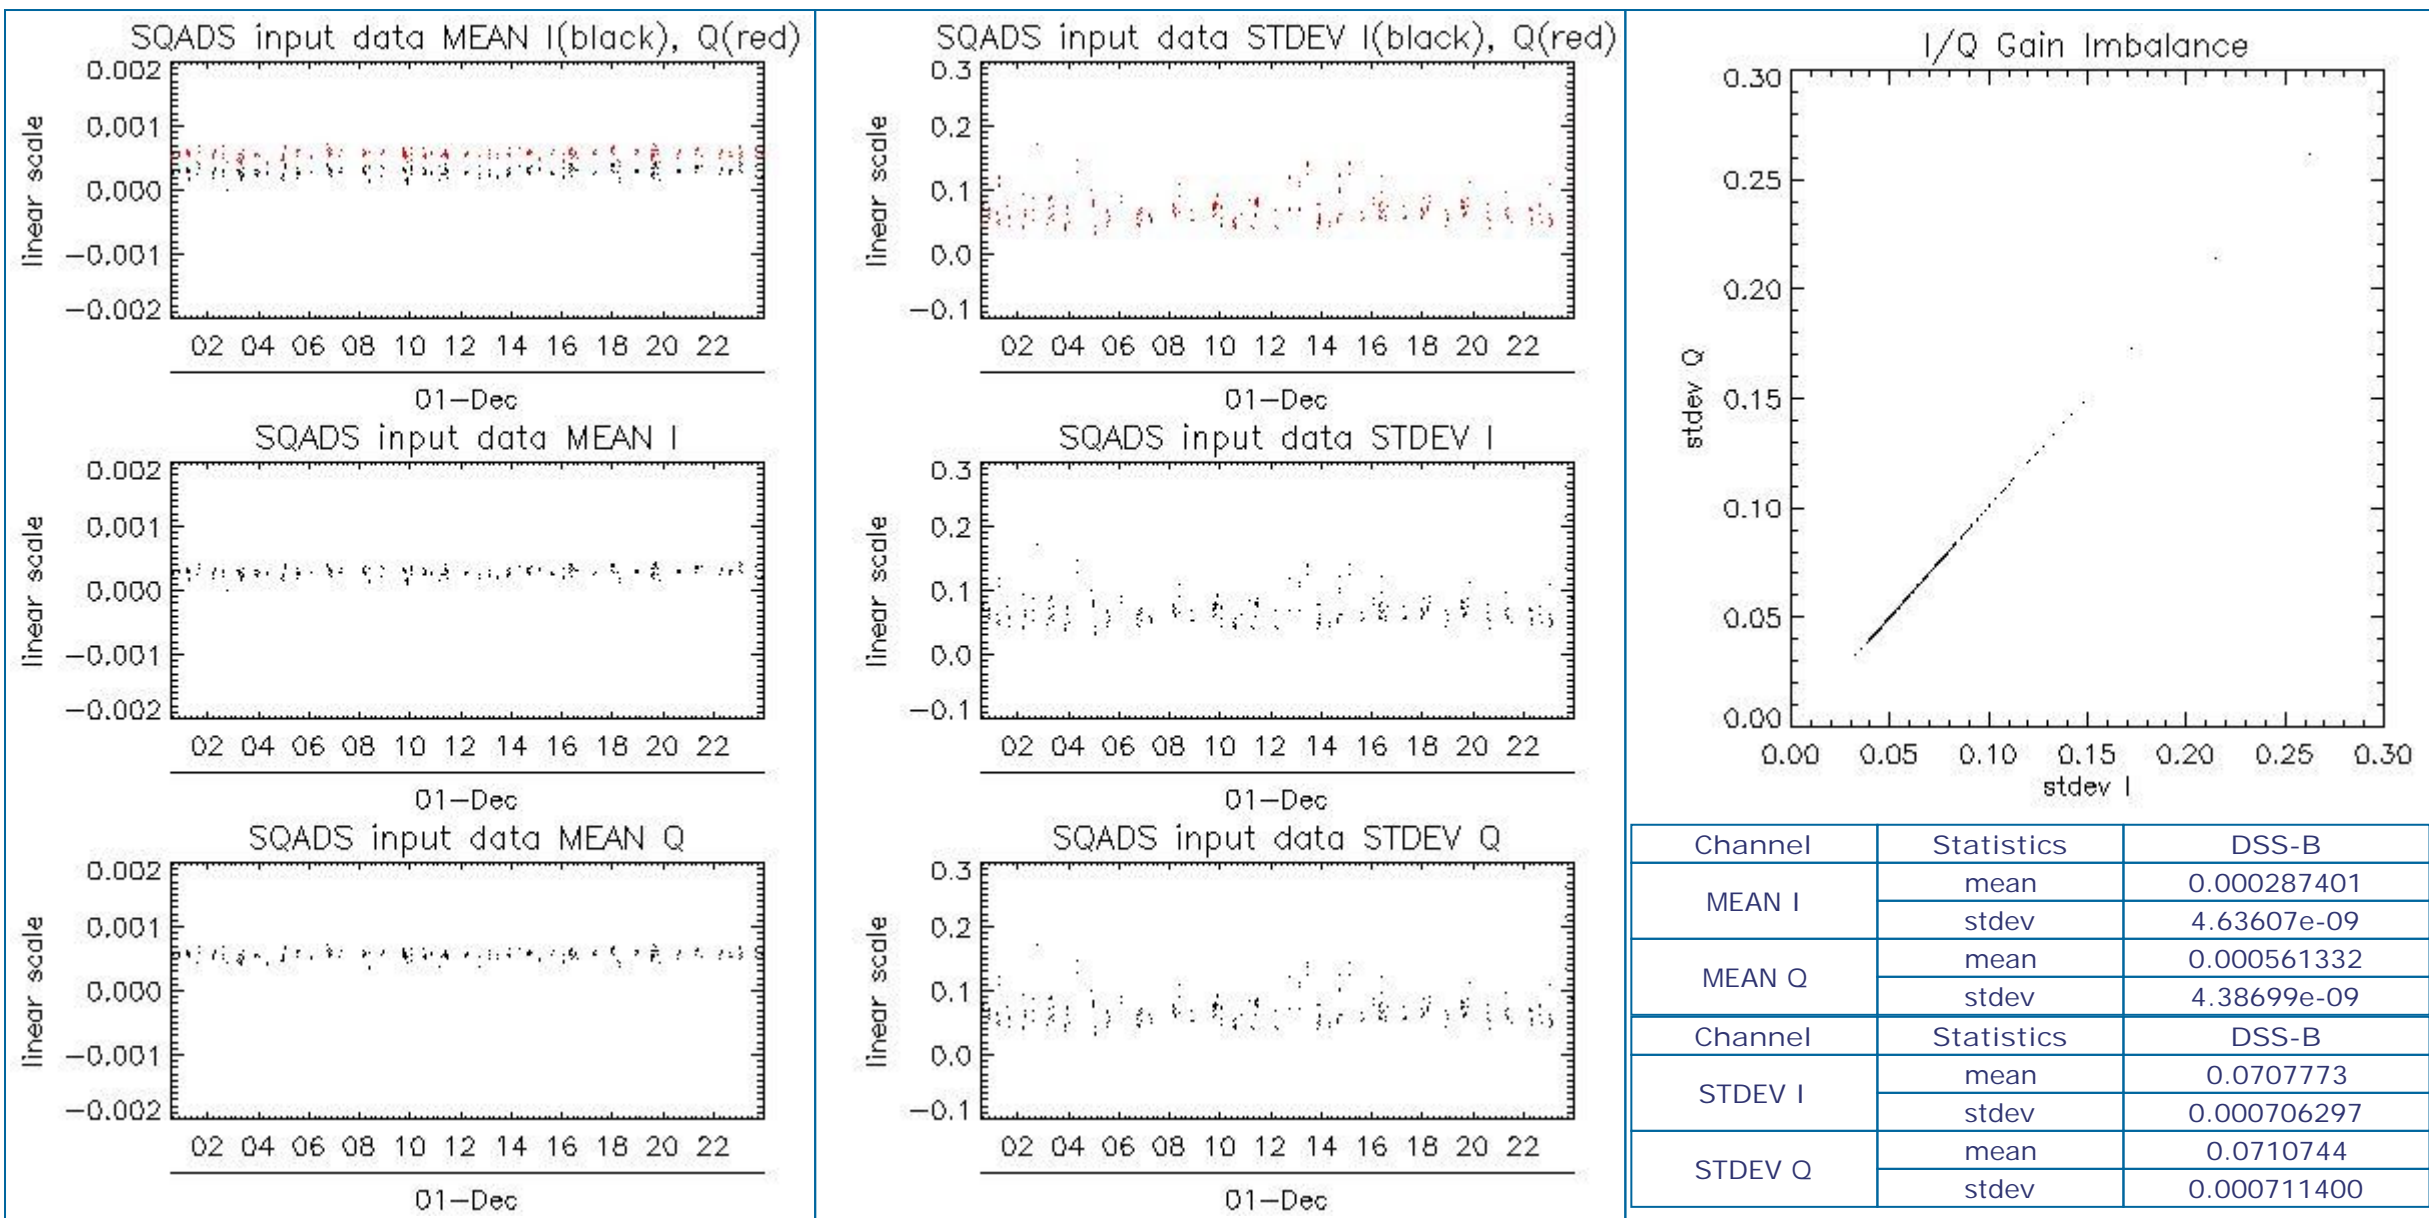 SQADS input data MEAN I(black), Q(red)
0.002
0.001
0.000
−0.001
−0.002
linear scale
02 04 06 08 10 12 14 16 18 20 22
01−Dec
SQADS input data MEAN I
0.002
0.001
0.000
−0.001
−0.002
linear scale
02 04 06 08 10 12 14 16 18 20 22
01−Dec
SQADS input data MEAN Q
0.002
0.001
0.000
−0.001
−0.002
linear scale
02 04 06 08 10 12 14 16 18 20 22
01−Dec
SQADS input data STDEV I(black), Q(red)
0.3
0.2
0.1
0.0
−0.1
linear scale
02 04 06 08 10 12 14 16 18 20 22
01−Dec
SQADS input data STDEV I
0.3
0.2
0.1
0.0
−0.1
linear scale
02 04 06 08 10 12 14 16 18 20 22
01−Dec
SQADS input data STDEV Q
0.3
0.2
0.1
0.0
−0.1
linear scale
02 04 06 08 10 12 14 16 18 20 22
01−Dec
I/Q Gain Imbalance
0.30
0.25
0.20
0.15
0.10
0.05
0.00
stdev Q
0.00 0.05 0.10 0.15 0.20 0.25 0.30
stdev I
Channel Statistics DSS-B
MEAN I mean 0.000287401
stdev 4.63607e-09
MEAN Q mean 0.000561332
stdev 4.38699e-09
Channel Statistics DSS-B
STDEV I mean 0.0707773
stdev 0.000706297
STDEV Q mean 0.0710744
stdev 0.000711400